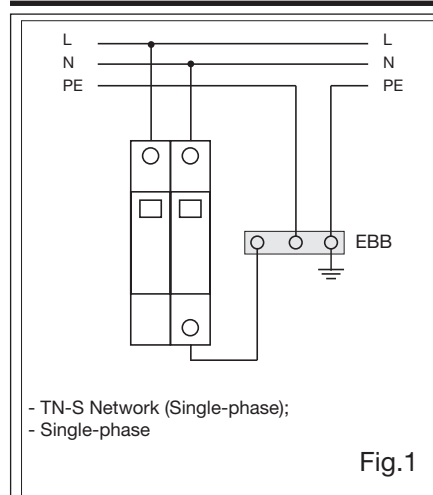 L L
N N
PE PE
EBB
- TN-S Network (Single-phase);
- Single-phase
Fig.1